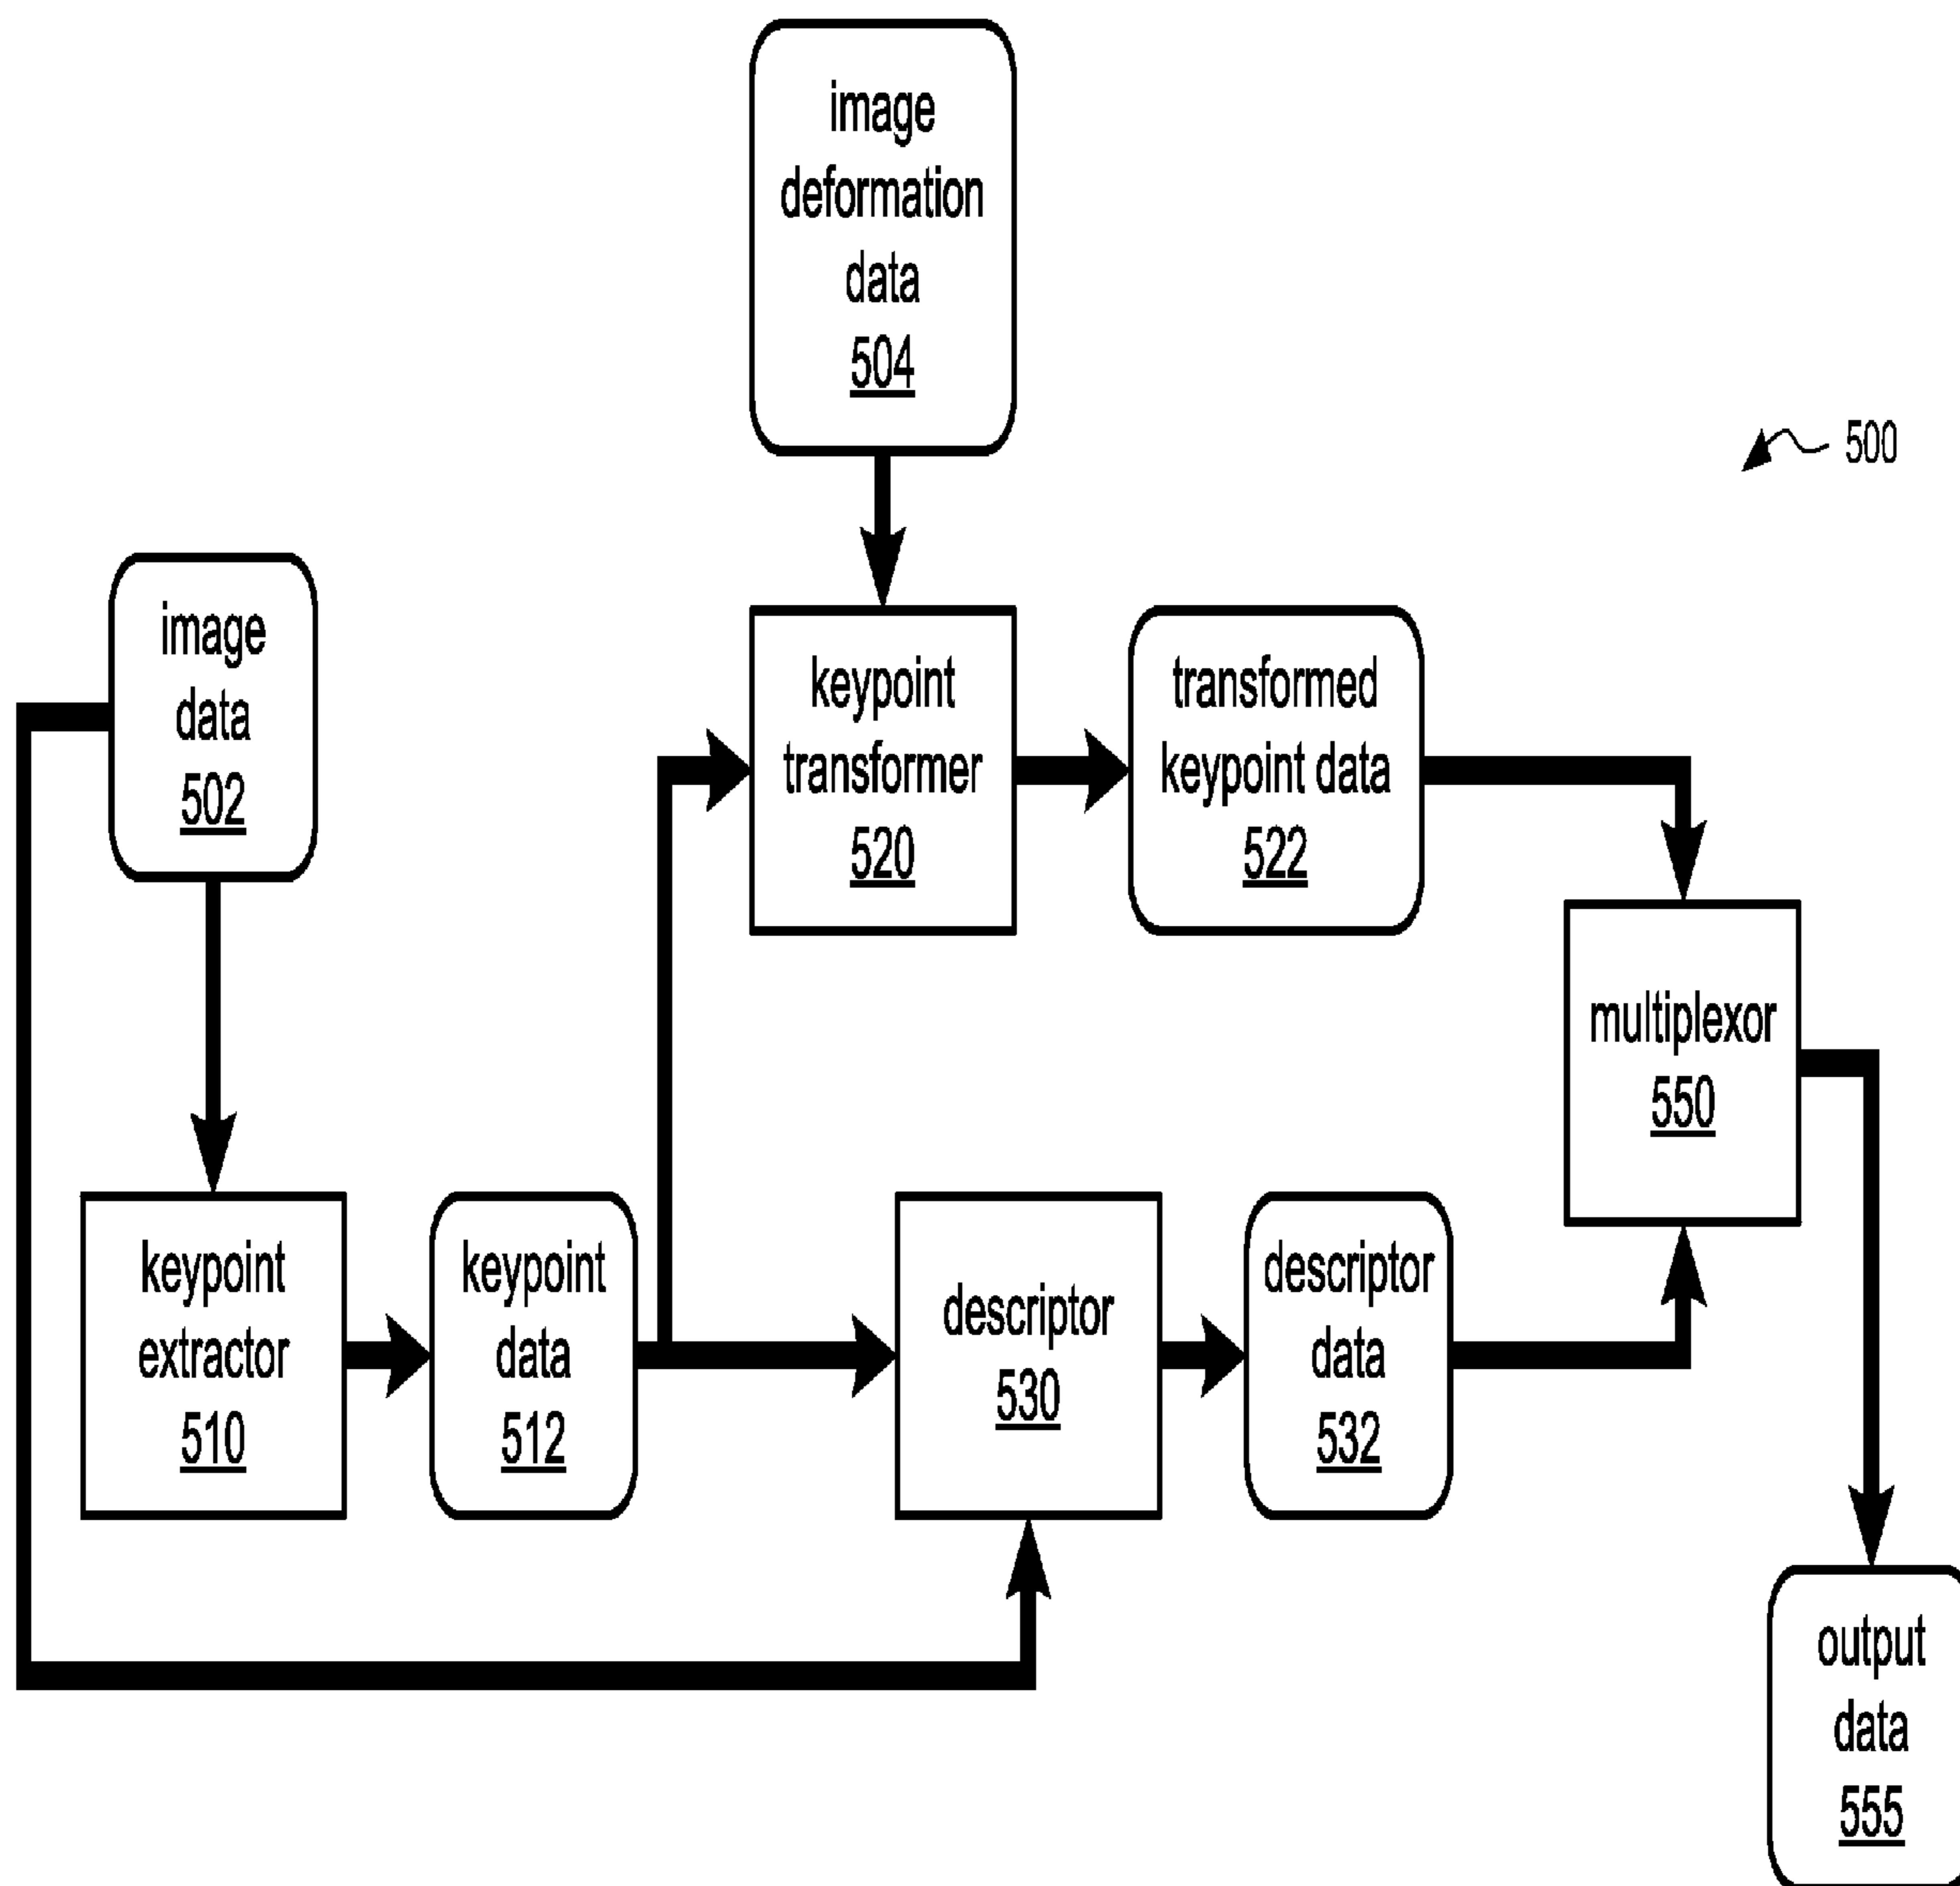 image
deformation
data
504
500
image
data
502
keypoint
transformer
520
transformed
keypoint data
522
multiplexor
550
keypoint
extractor
510
keypoint
data
512
descriptor
530
descriptor
data
532
output
data
555